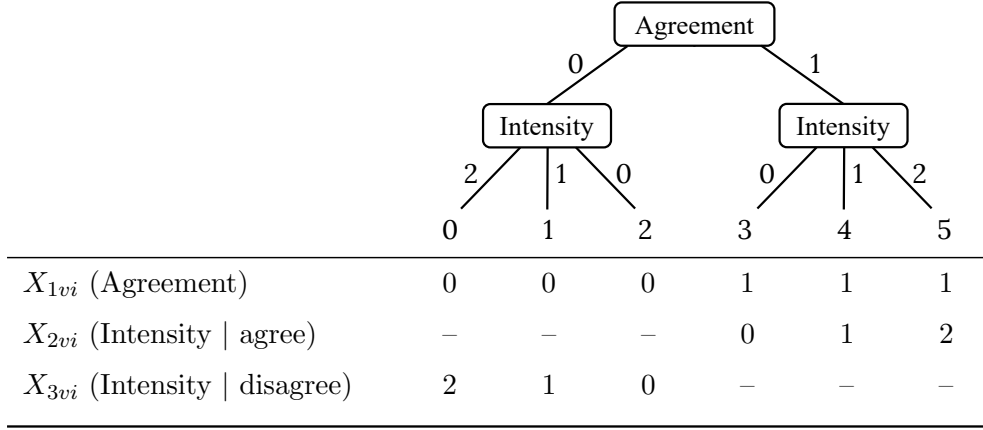 Agreement
0 1
Intensity Intensity
2 1 0 0 1 2
0 1 2 3 4 5
X1vi (Agreement) 0 0 0 1 1 1
X2vi (Intensity | agree) – – – 0 1 2
X3vi (Intensity | disagree) 2 1 0 – – –